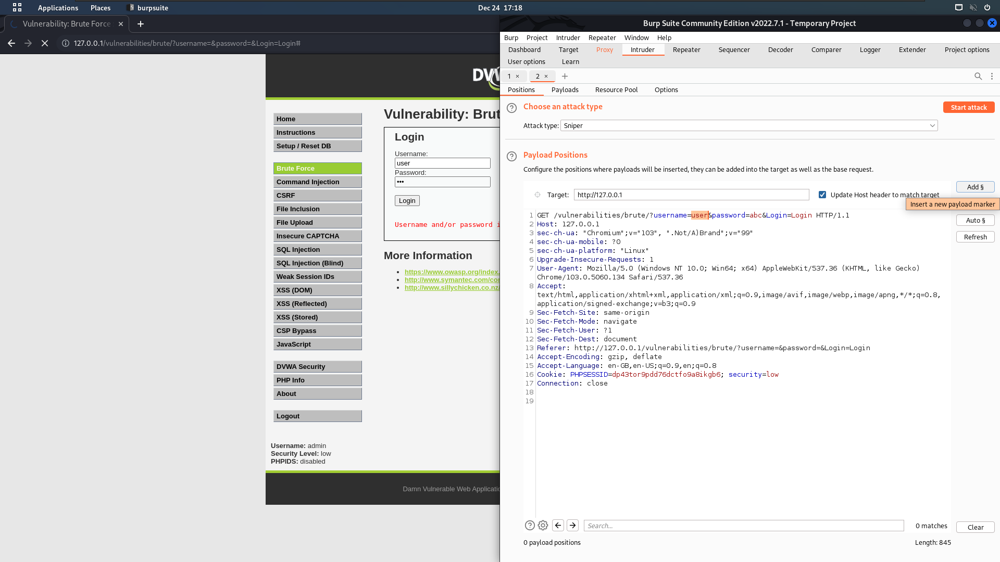 Applications Places burpsuite Dec 24 17:18
Vulnerability: Brute Force
127.0.0.1/vulnerabilities/brute/?username=&password=&Login=Login#
Home
Instructions
Setup / Reset DB
Brute Force
Command Injection
CSRF
File Inclusion
File Upload
Insecure CAPTCHA
SQL Injection
SQL Injection (Blind)
Weak Session IDs
XSS (DOM)
XSS (Reflected)
XSS (Stored)
CSP Bypass
JavaScript
DVWA Security
PHP Info
About
Logout
Username: admin
Security Level: low
PHPIDS: disabled
Vulnerability: Brut
Login
Username:
user
Password:
•••
Login
Username and/or password i
More Information
• https://www.owasp.org/index.
• http://www.symantec.com/con
• http://www.sillychicken.co.nz/
Damn Vulnerable Web Applicatio
Burp Suite Community Edition v2022.7.1 - Temporary Project
Burp Project Intruder Repeater Window Help
Dashboard Target Proxy Intruder Repeater Sequencer Decoder Comparer Logger Extender Project options
User options Learn
1 × 2 × +
Positions Payloads Resource Pool Options
Choose an attack type
Start attack
Attack type: Sniper
Payload Positions
Configure the positions where payloads will be inserted, they can be added into the target as well as the base request.
Add §
Target: http://127.0.0.1 Update Host header to match target
Insert a new payload marker
Auto §
Refresh
1 GET /vulnerabilities/brute/?username=user&password=abc&Login=Login HTTP/1.1
2 Host: 127.0.0.1
3 sec-ch-ua: "Chromium";v="103", ".Not/A)Brand";v="99"
4 sec-ch-ua-mobile: ?0
5 sec-ch-ua-platform: "Linux"
6 Upgrade-Insecure-Requests: 1
7 User-Agent: Mozilla/5.0 (Windows NT 10.0; Win64; x64) AppleWebKit/537.36 (KHTML, like Gecko)
Chrome/103.0.5060.134 Safari/537.36
8 Accept:
text/html,application/xhtml+xml,application/xml;q=0.9,image/avif,image/webp,image/apng,*/*;q=0.8,
application/signed-exchange;v=b3;q=0.9
9 Sec-Fetch-Site: same-origin
10 Sec-Fetch-Mode: navigate
11 Sec-Fetch-User: ?1
12 Sec-Fetch-Dest: document
13 Referer: http://127.0.0.1/vulnerabilities/brute/?username=&password=&Login=Login
14 Accept-Encoding: gzip, deflate
15 Accept-Language: en-GB,en-US;q=0.9,en;q=0.8
16 Cookie: PHPSESSID=dp43tor9pdd76dctfo9a8ikgb6; security=low
17 Connection: close
18
19
Search...
0 matches
Clear
0 payload positions
Length: 845